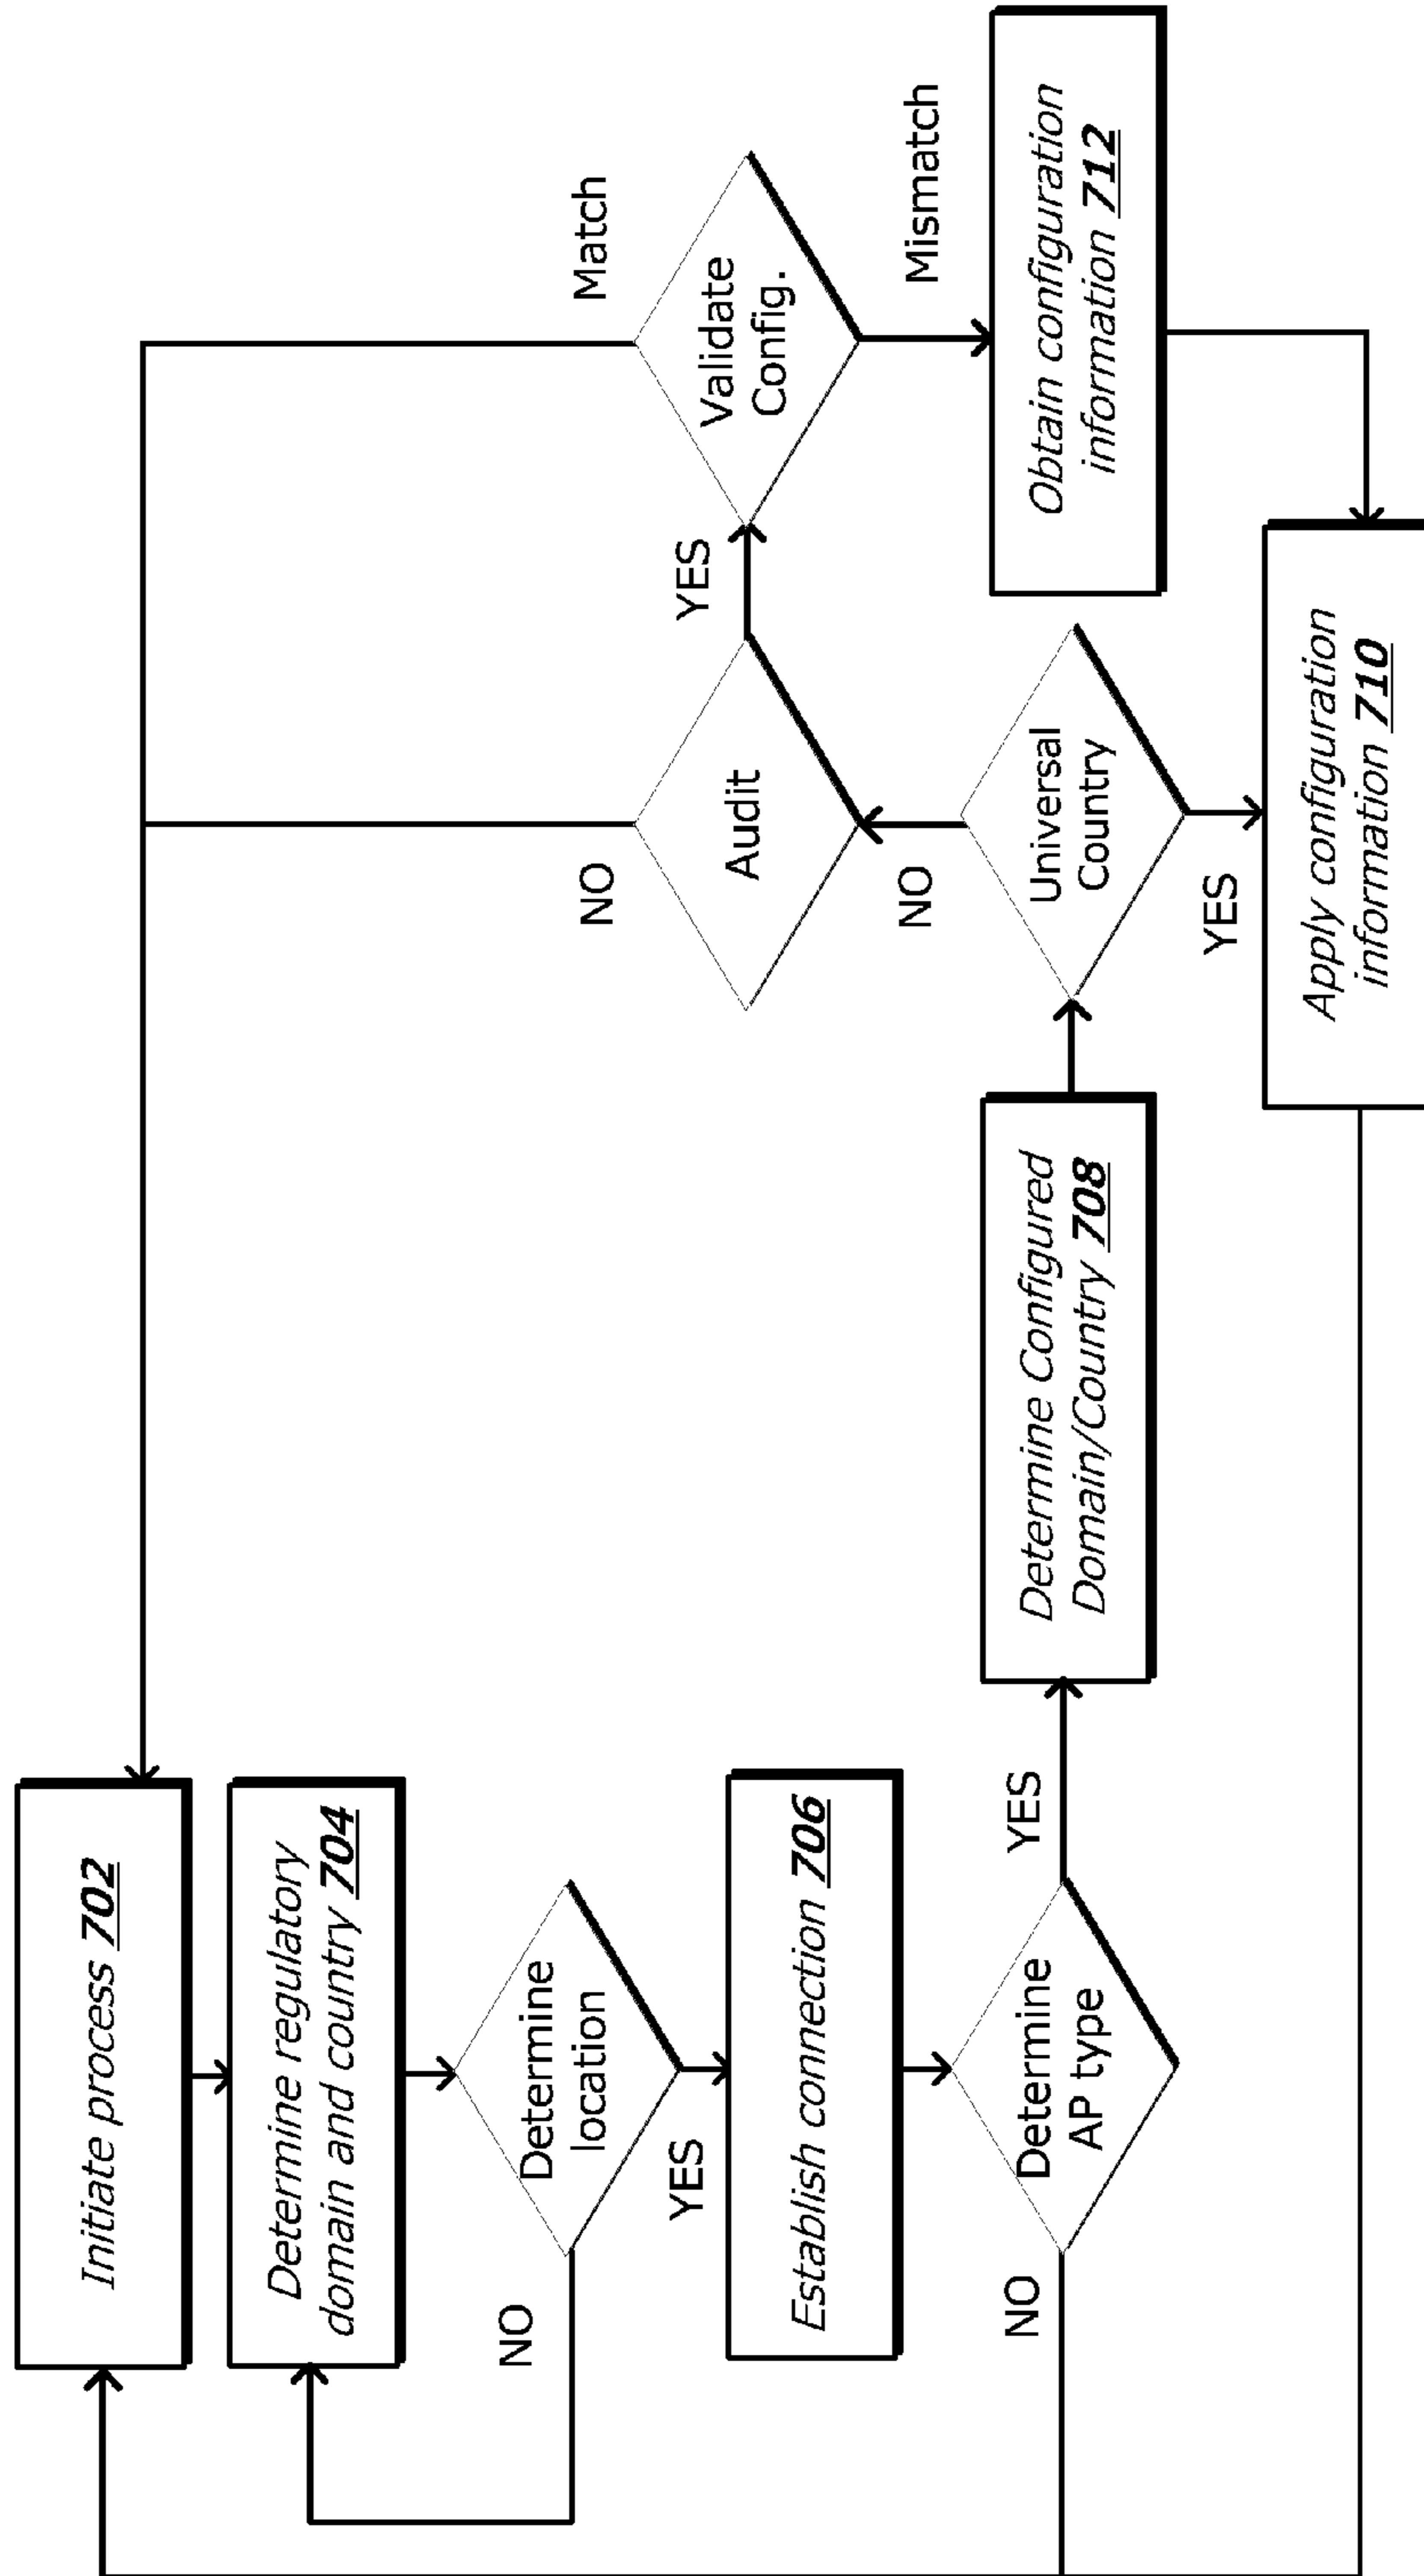 Initiate process 702
Determine regulatory
domain and country 704
Determine
location
NO
YES
Establish connection 706
Determine
AP type
NO
YES
Determine Configured
Domain/Country 708
Universal
Country
NO
YES
Audit
NO
YES
Validate
Config.
Match
Mismatch
Obtain configuration
information 712
Apply configuration
information 710